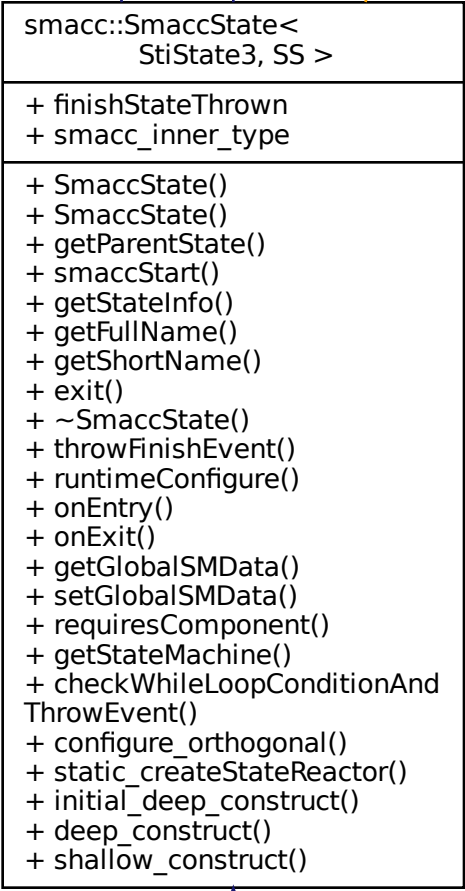 smacc::SmaccState<
StiState3, SS >
+ finishStateThrown
+ smacc_inner_type
+ SmaccState()
+ SmaccState()
+ getParentState()
+ smaccStart()
+ getStateInfo()
+ getFullName()
+ getShortName()
+ exit()
+ ~SmaccState()
+ throwFinishEvent()
+ runtimeConfigure()
+ onEntry()
+ onExit()
+ getGlobalSMData()
+ setGlobalSMData()
+ requiresComponent()
+ getStateMachine()
+ checkWhileLoopConditionAnd
ThrowEvent()
+ configure_orthogonal()
+ static_createStateReactor()
+ initial_deep_construct()
+ deep_construct()
+ shallow_construct()